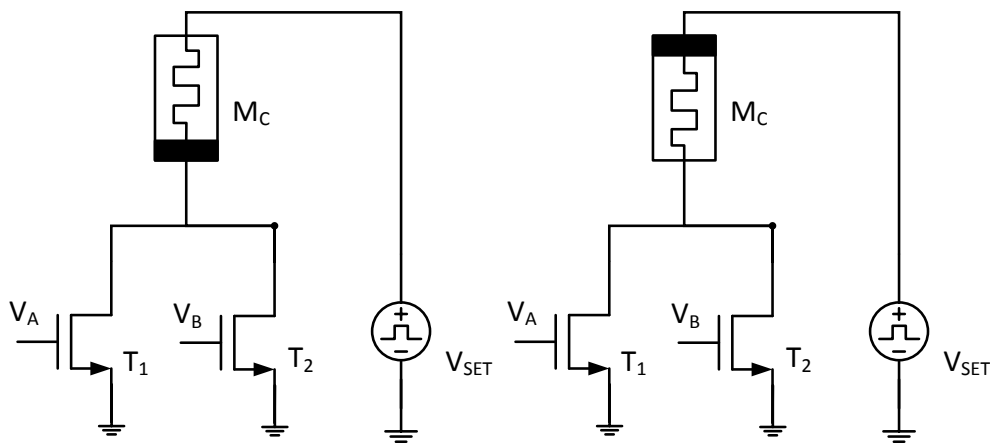 M_C
V_A
T_1
V_B
T_2
+
−
V_SET
M_C
V_A
T_1
V_B
T_2
+
−
V_SET